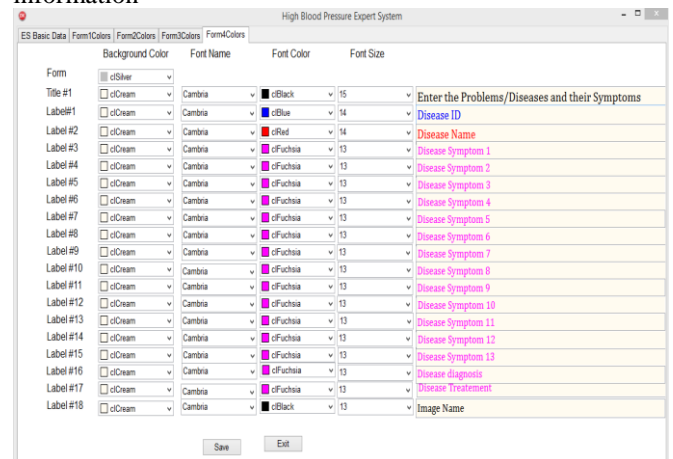 information
High Blood Pressure Expert System
ES Basic Data Form1Colors Form2Colors Form3Colors Form4Colors
Background Color Font Name Font Color Font Size
Form clSilver
Title #1 clCream Cambria clBlack 15 Enter the Problems/Diseases and their Symptoms
Label#1 clCream Cambria clBlue 14 Disease ID
Label #2 clCream Cambria clRed 14 Disease Name
Label #3 clCream Cambria clFuchsia 13 Disease Symptom 1
Label #4 clCream Cambria clFuchsia 13 Disease Symptom 2
Label #5 clCream Cambria clFuchsia 13 Disease Symptom 3
Label #6 clCream Cambria clFuchsia 13 Disease Symptom 4
Label #7 clCream Cambria clFuchsia 13 Disease Symptom 5
Label #8 clCream Cambria clFuchsia 13 Disease Symptom 6
Label #9 clCream Cambria clFuchsia 13 Disease Symptom 7
Label #10 clCream Cambria clFuchsia 13 Disease Symptom 8
Label #11 clCream Cambria clFuchsia 13 Disease Symptom 9
Label #12 clCream Cambria clFuchsia 13 Disease Symptom 10
Label #13 clCream Cambria clFuchsia 13 Disease Symptom 11
Label #14 clCream Cambria clFuchsia 13 Disease Symptom 12
Label #15 clCream Cambria clFuchsia 13 Disease Symptom 13
Label #16 clCream Cambria clFuchsia 13 Disease diagnosis
Label #17 clCream Cambria clFuchsia 13 Disease Treatement
Label #18 clCream Cambria clBlack 13 Image Name
Save Exit